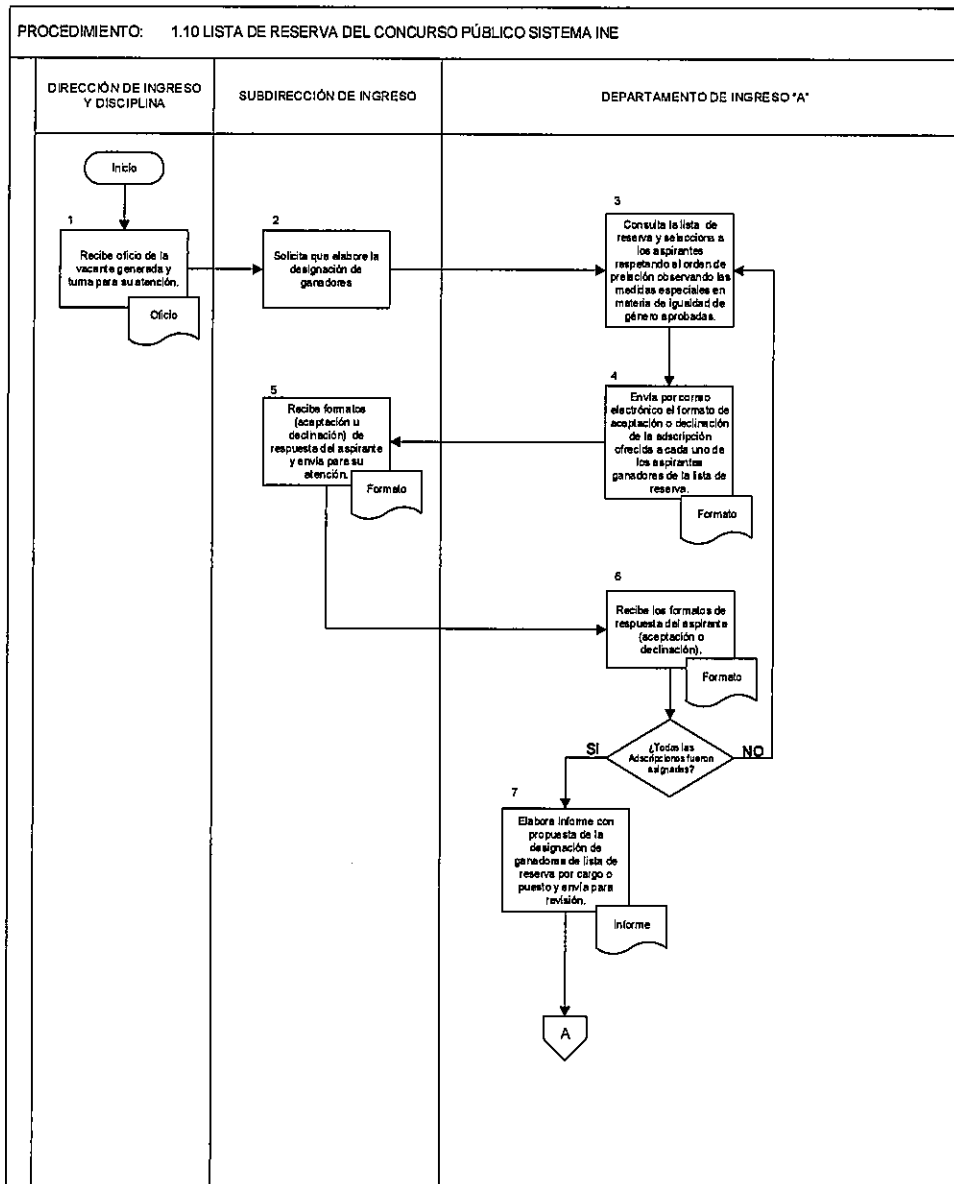 PROCEDIMIENTO: 1.10 LISTA DE RESERVA DEL CONCURSO PÚBLICO SISTEMA INE
DIRECCIÓN DE INGRESO
Y DISCIPLINA
SUBDIRECCIÓN DE INGRESO
DEPARTAMENTO DE INGRESO "A"
Inicio
1
Recibe oficio de la
vacante generada y
turna para su atención.
Oficio
2
Solicita que elabore la
designación de
ganadores
3
Consulta la lista de
reserva y selecciona a
los aspirantes
respetando el orden de
prelación observando las
medidas especiales en
materia de igualdad de
género aprobadas.
4
Envía por correo
electrónico el formato de
aceptación o declinación
de la adscripción
ofrecida a cada uno de
los aspirantes
ganadores de la lista de
reserva.
Formato
5
Recibe formatos
(aceptación u
declinación) de
respuesta del aspirante
y envía para su
atención.
Formato
6
Recibe los formatos de
respuesta del aspirante
(aceptación o
declinación).
Formato
¿Todas las
Adscripciones fueron
asignadas?
SI
NO
7
Elabora Informe con
propuesta de la
designación de
ganadores de lista de
reserva por cargo o
puesto y envía para
revisión.
Informe
A